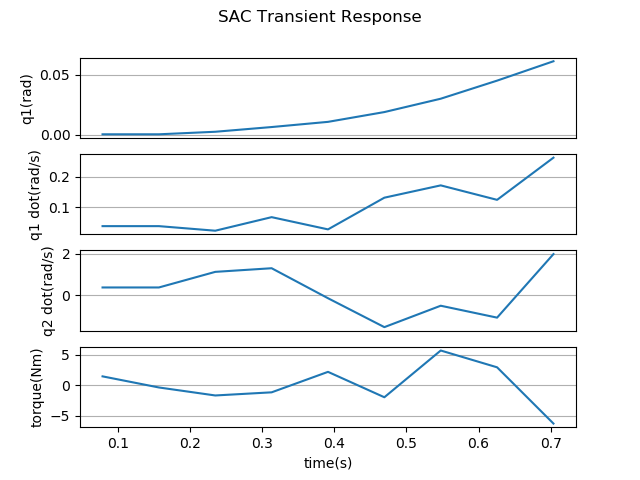 SAC Transient Response
q1(rad)
0.05
0.00
q1 dot(rad/s)
0.2
0.1
q2 dot(rad/s)
2
0
torque(Nm)
5
0
−5
0.1 0.2 0.3 0.4 0.5 0.6 0.7
time(s)